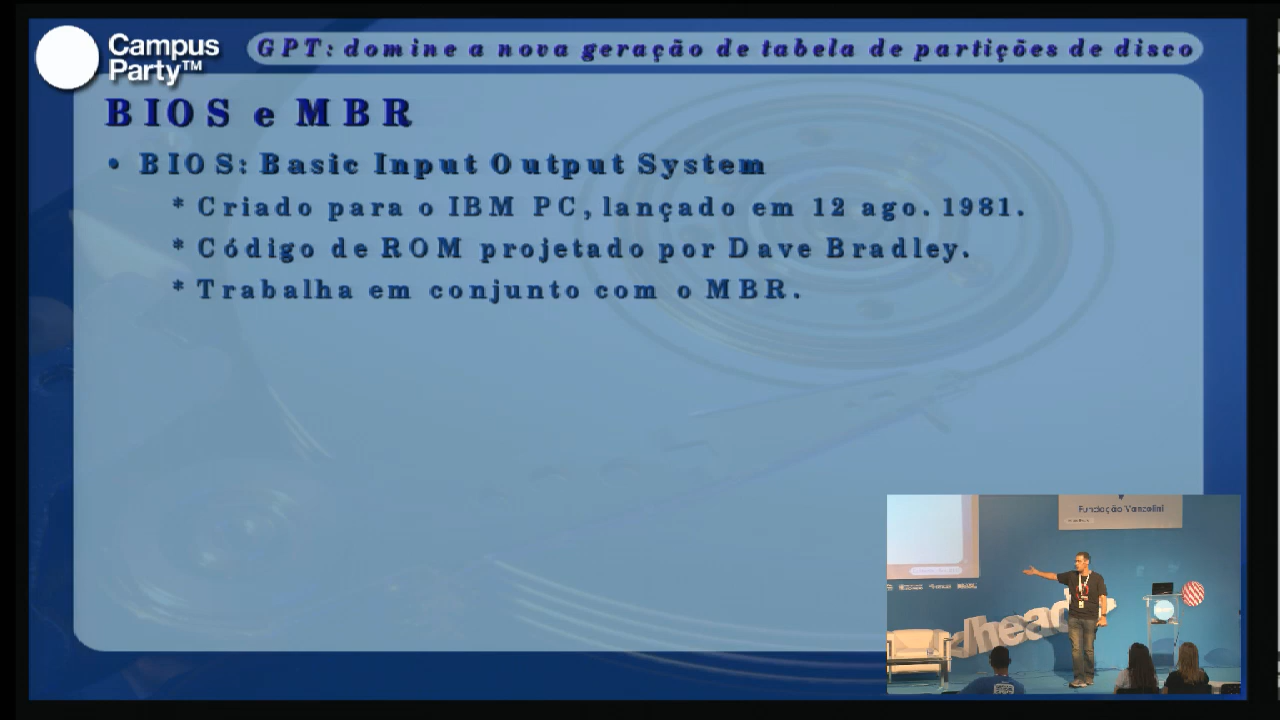 Campus
Party™
GPT: domine a nova geração de tabela de partições de disco
BIOS e MBR
• BIOS: Basic Input Output System
* Criado para o IBM PC, lançado em 12 ago. 1981.
* Código de ROM projetado por Dave Bradley.
* Trabalha em conjunto com o MBR.
Fundação Vanzolini
head